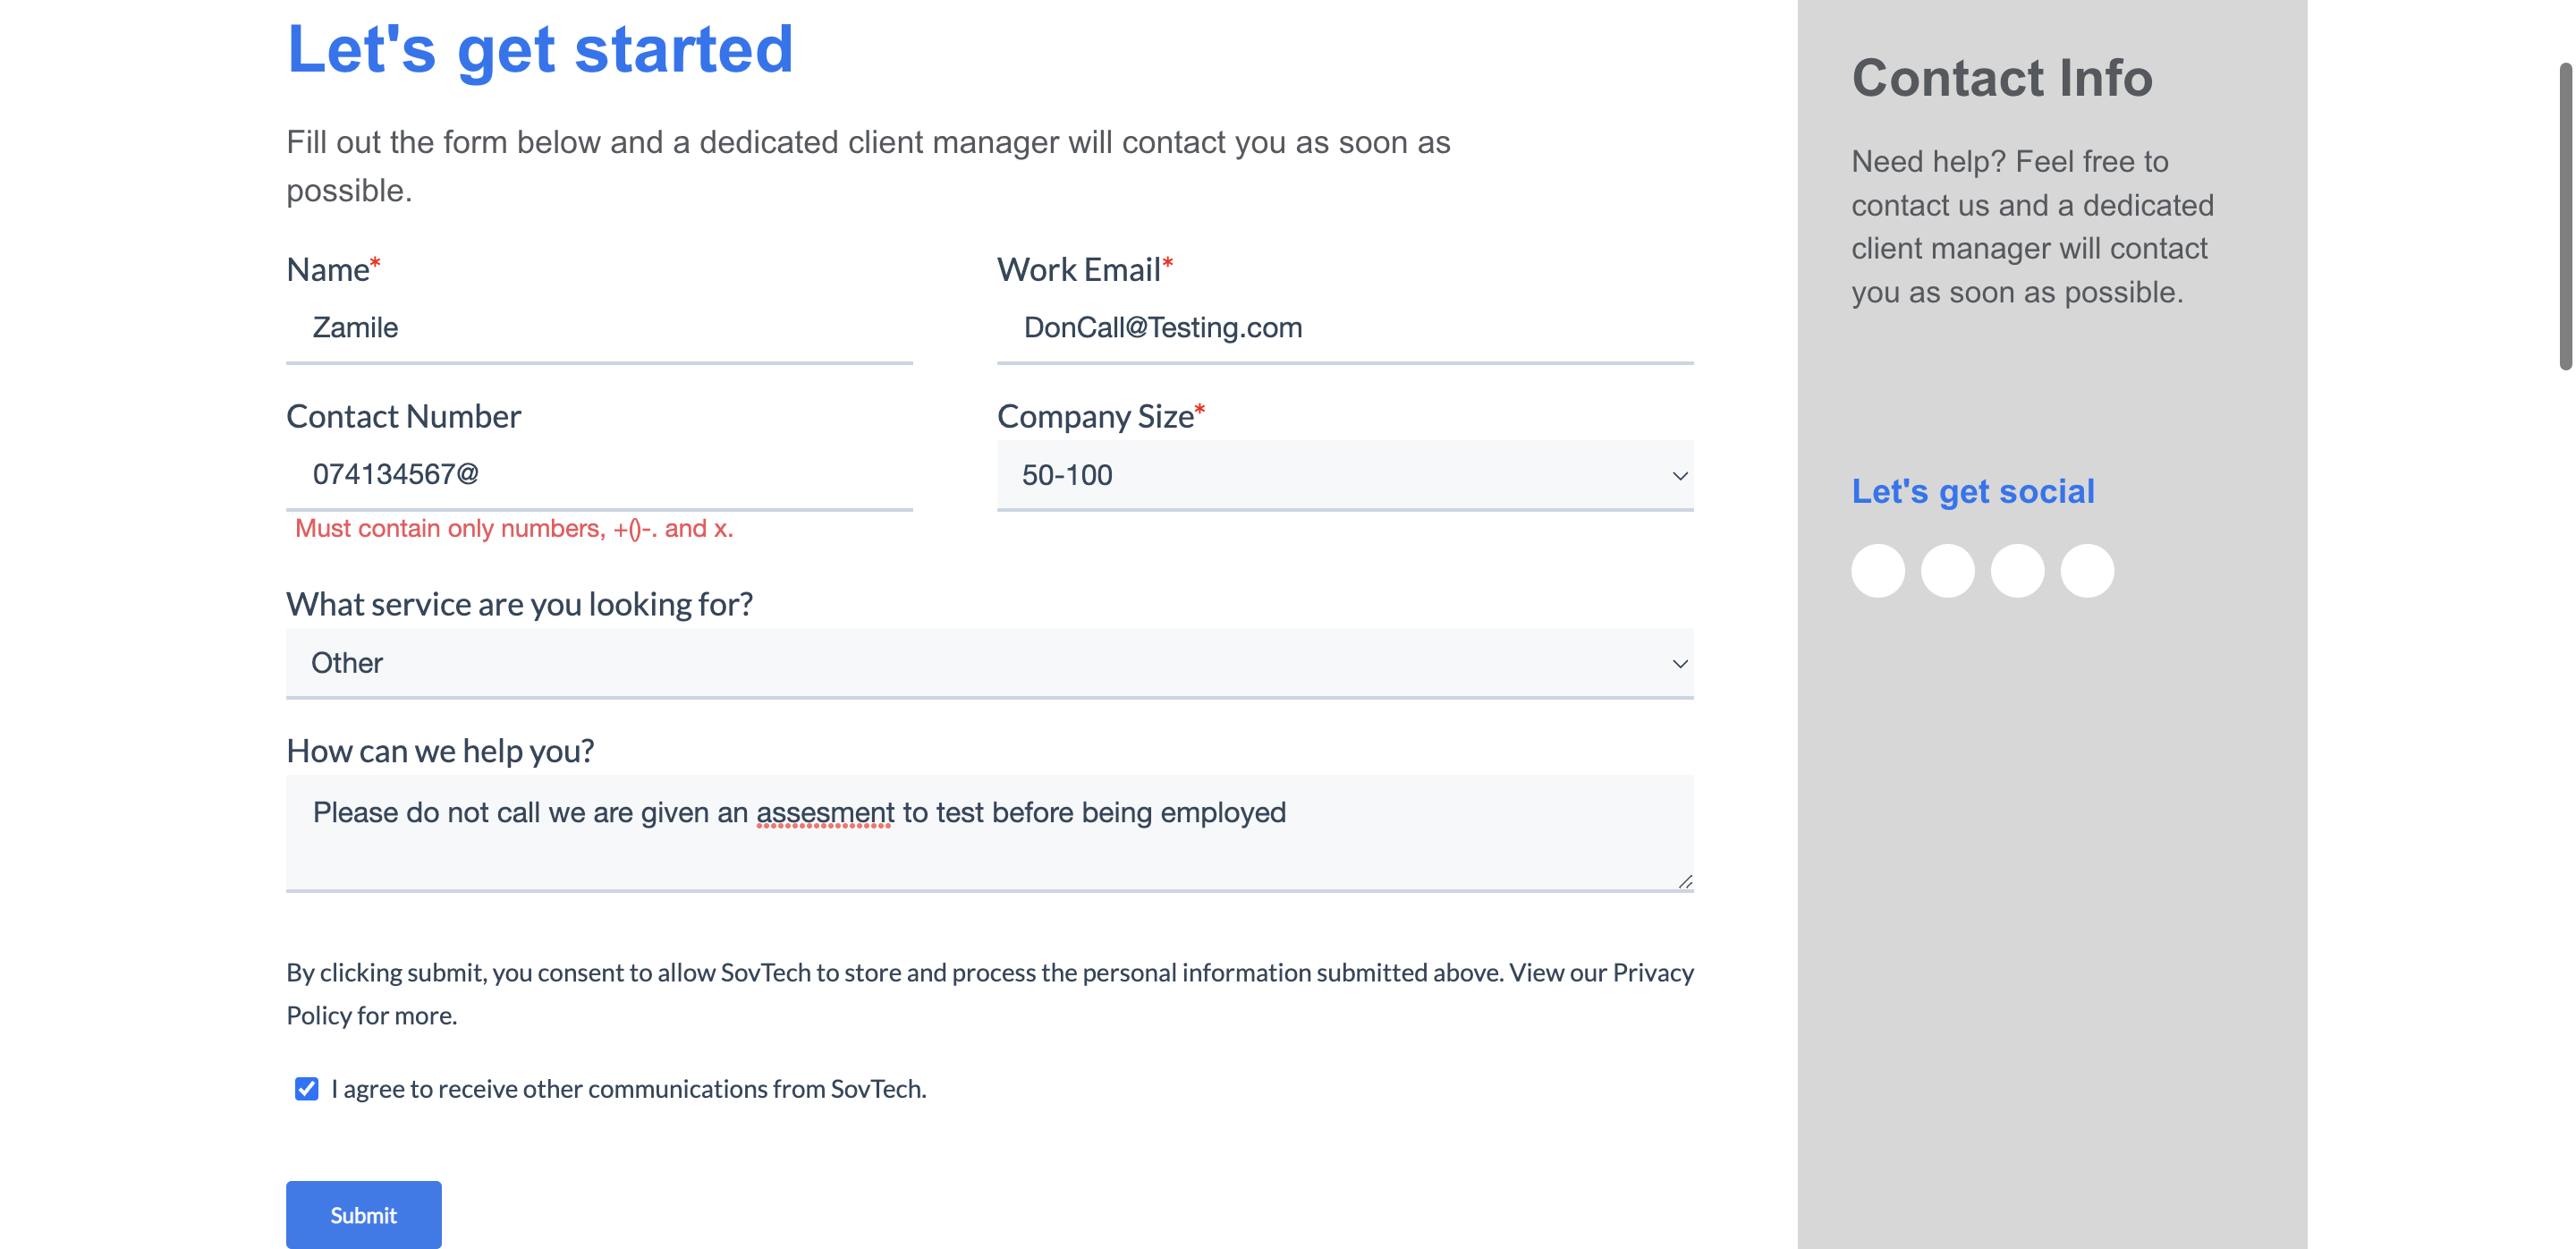 Let's get started
Fill out the form below and a dedicated client manager will contact you as soon as
possible.
Name*
Zamile
Work Email*
DonCall@Testing.com
Contact Number
074134567@
Must contain only numbers, +()-. and x.
Company Size*
50-100
What service are you looking for?
Other
How can we help you?
Please do not call we are given an assesment to test before being employed
By clicking submit, you consent to allow SovTech to store and process the personal information submitted above. View our Privacy
Policy for more.
I agree to receive other communications from SovTech.
Submit
Contact Info
Need help? Feel free to
contact us and a dedicated
client manager will contact
you as soon as possible.
Let's get social